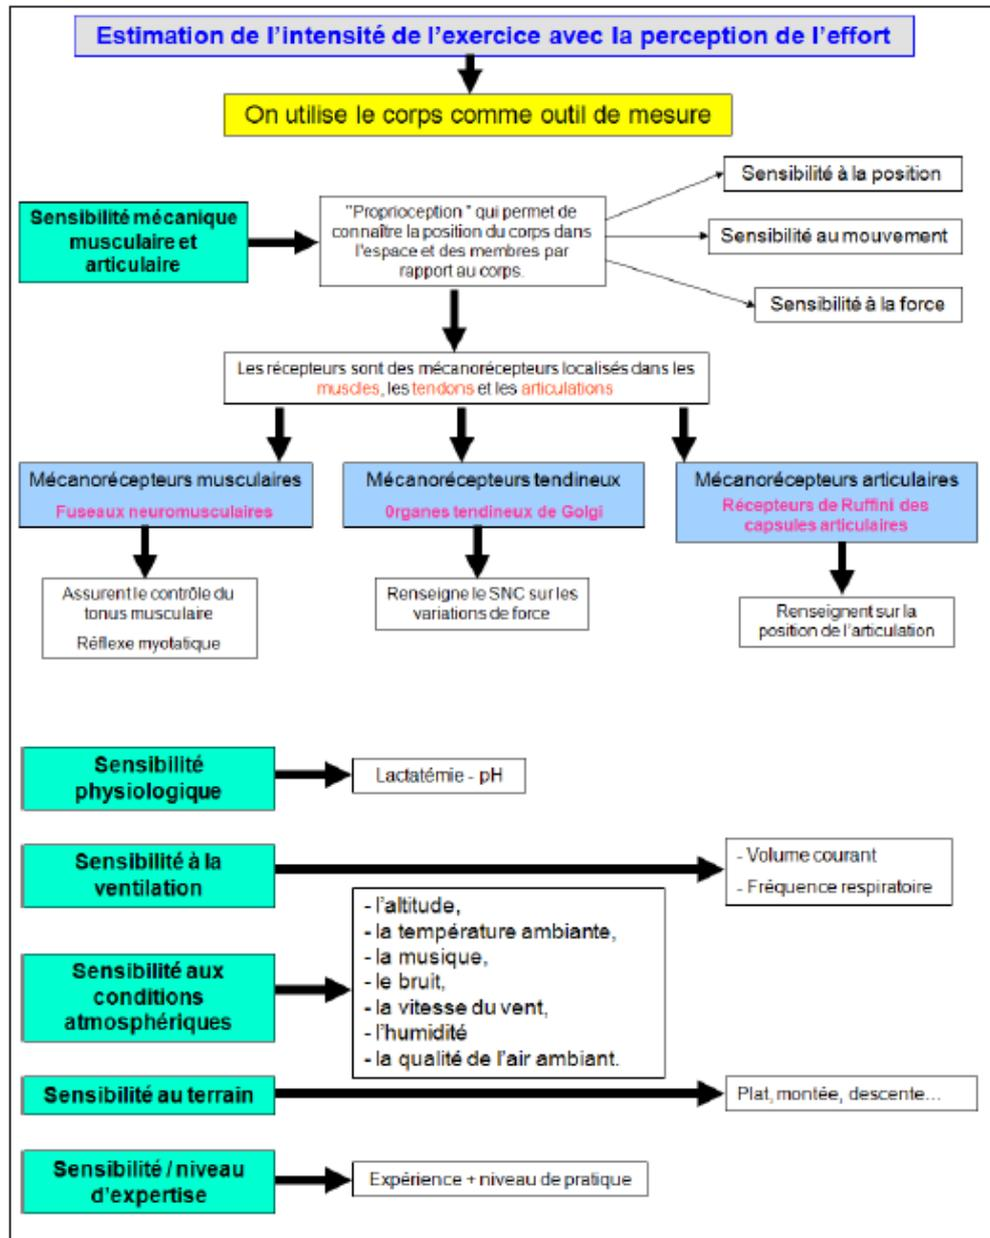 Estimation de l'intensité de l'exercice avec la perception de l'effort
On utilise le corps comme outil de mesure
Sensibilité mécanique
musculaire et
articulaire
"Proprioception " qui permet de
connaître la position du corps dans
l'espace et des membres par
rapport au corps.
Sensibilité à la position
Sensibilité au mouvement
Sensibilité à la force
Les récepteurs sont des mécanorécepteurs localisés dans les
muscles, les tendons et les articulations
Mécanorécepteurs musculaires
Fuseaux neuromusculaires
Mécanorécepteurs tendineux
0rganes tendineux de Golgi
Mécanorécepteurs articulaires
Récepteurs de Ruffini des
capsules articulaires
Assurent le contrôle du
tonus musculaire
Réflexe myotatique
Renseigne le SNC sur les
variations de force
Renseignent sur la
position de l'articulation
Sensibilité
physiologique
Lactatémie - pH
Sensibilité à la
ventilation
- Volume courant
- Fréquence respiratoire
Sensibilité aux
conditions
atmosphériques
- l'altitude,
- la température ambiante,
- la musique,
- le bruit,
- la vitesse du vent,
- l'humidité
- la qualité de l'air ambiant.
Sensibilité au terrain
Plat, montée, descente...
Sensibilité / niveau
d'expertise
Expérience + niveau de pratique